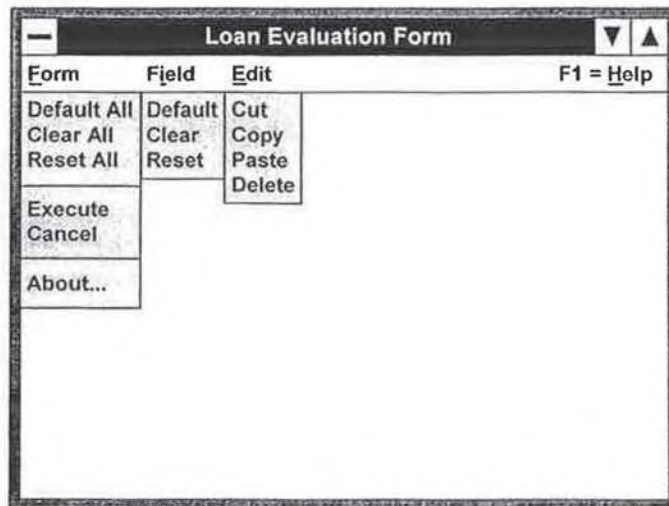 Loan Evaluation Form
Form Field Edit F1 = Help
Default All Default Cut
Clear All Clear Copy
Reset All Reset Paste
Delete
Execute
Cancel
About...